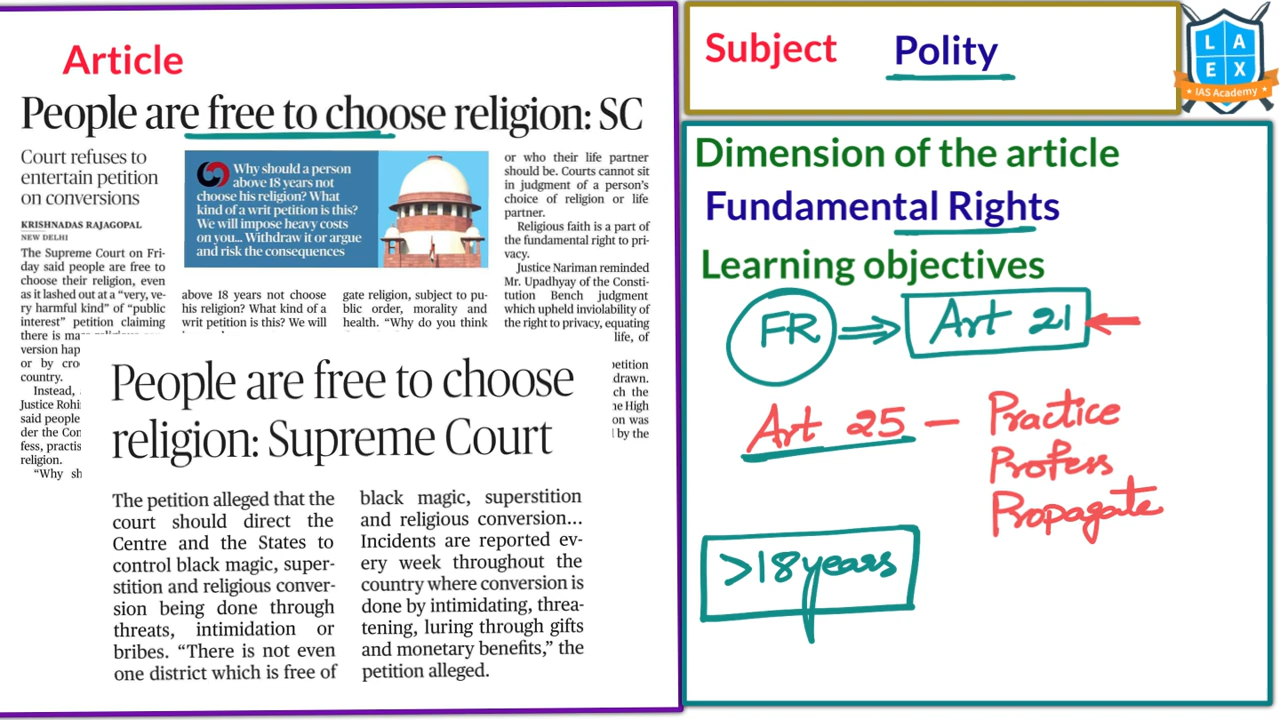 Article
People are free to choose religion: SC
Court refuses to
entertain petition
on conversions
KRISHNADAS RAJAGOPAL
NEW DELHI
The Supreme Court on Fri-
day said people are free to
choose their religion, even
as it lashed out at a “very, ve-
ry harmful kind” of “public
interest” petition claiming
there is
version hap
or by
country.
Instead,
Justice
said people
der the
fess, practis
religion.
“Why sh
Why should a person
above 18 years not
choose his religion? What
kind of a writ petition is this?
We will impose heavy costs
on you... Withdraw it or argue
and risk the consequences
above 18 years not choose
his religion? What kind of a
writ petition is this? We will
gate religion, subject to pu-
blic order, morality and
health. “Why do you think
or who their life partner
should be. Courts cannot sit
in judgment of a person’s
choice of religion or life
partner.
Religious faith is a part of
the fundamental right to pri-
vacy.
Justice Nariman reminded
Mr. Upadhyay of the Consti-
tution Bench judgment
which upheld inviolability of
the right to privacy, equating
life, of
petition
drawn.
ch the
High
on was
by the
People are free to choose
religion: Supreme Court
The petition alleged that the
court should direct the
Centre and the States to
control black magic, super-
stition and religious conver-
sion being done through
threats, intimidation or
bribes. “There is not even
one district which is free of
black magic, superstition
and religious conversion...
Incidents are reported ev-
ery week throughout the
country where conversion is
done by intimidating, threa-
tening, luring through gifts
and monetary benefits,” the
petition alleged.
Subject Polity
L A
E X
IAS Academy
Dimension of the article
Fundamental Rights
Learning objectives
FR ⇒ Art 21
Art 25 — Practice
Profess
Propagate
>18 years